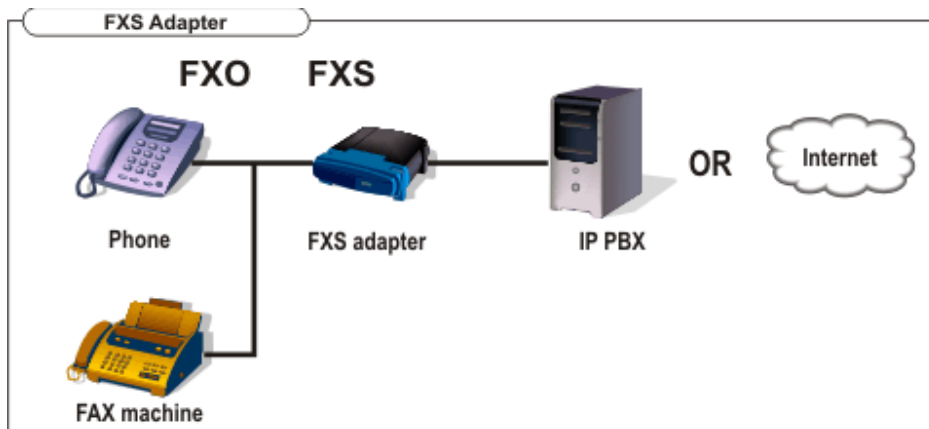 FXS Adapter
FXO FXS
OR
Internet
Phone
FXS adapter
IP PBX
FAX machine